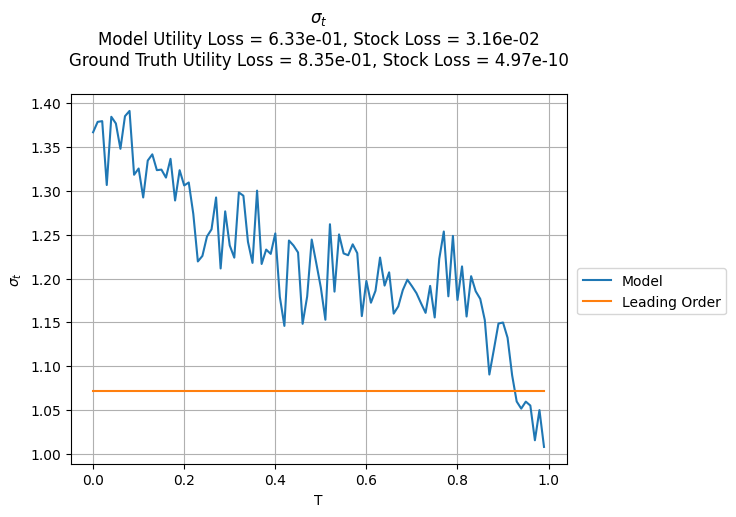 σt
Model Utility Loss = 6.33e-01, Stock Loss = 3.16e-02
Ground Truth Utility Loss = 8.35e-01, Stock Loss = 4.97e-10
1.40
1.35
1.30
1.25
1.20
1.15
1.10
1.05
1.00
σt
0.0 0.2 0.4 0.6 0.8 1.0
T
Model
Leading Order